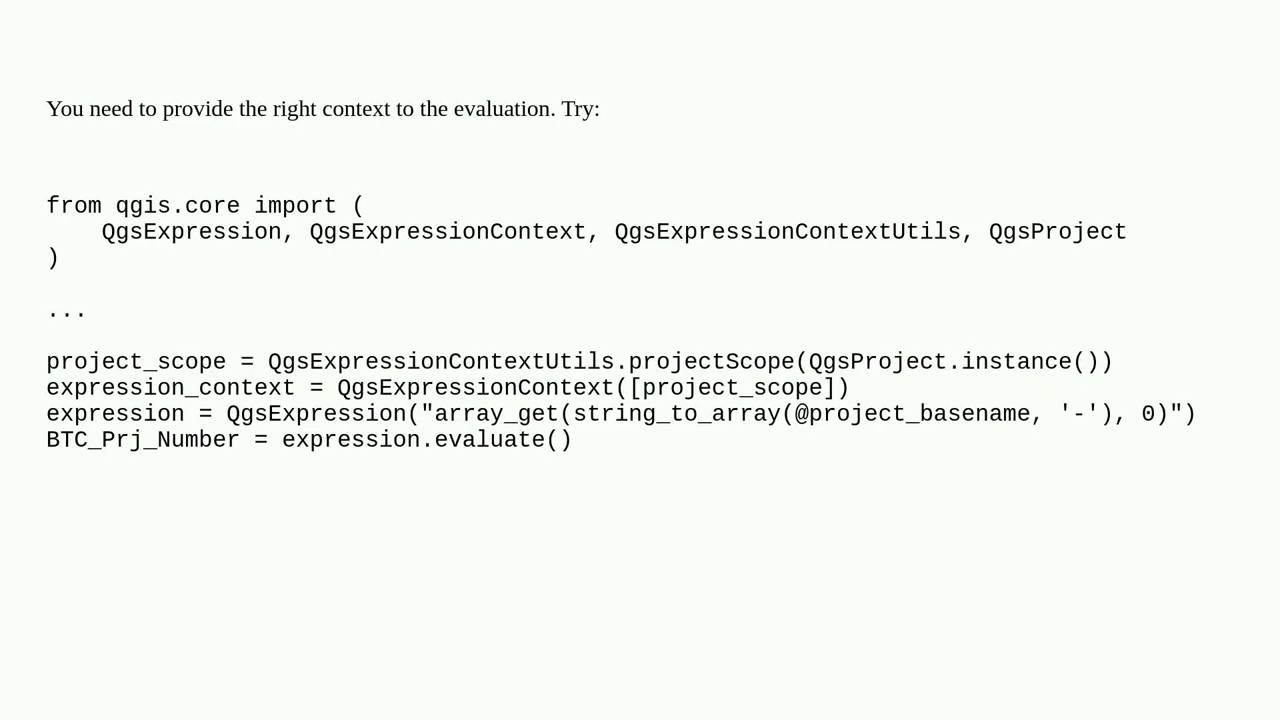 You need to provide the right context to the evaluation. Try:
from qgis.core import (
    QgsExpression, QgsExpressionContext, QgsExpressionContextUtils, QgsProject
)
...
project_scope = QgsExpressionContextUtils.projectScope(QgsProject.instance())
expression_context = QgsExpressionContext([project_scope])
expression = QgsExpression("array_get(string_to_array(@project_basename, '-'), 0)")
BTC_Prj_Number = expression.evaluate()